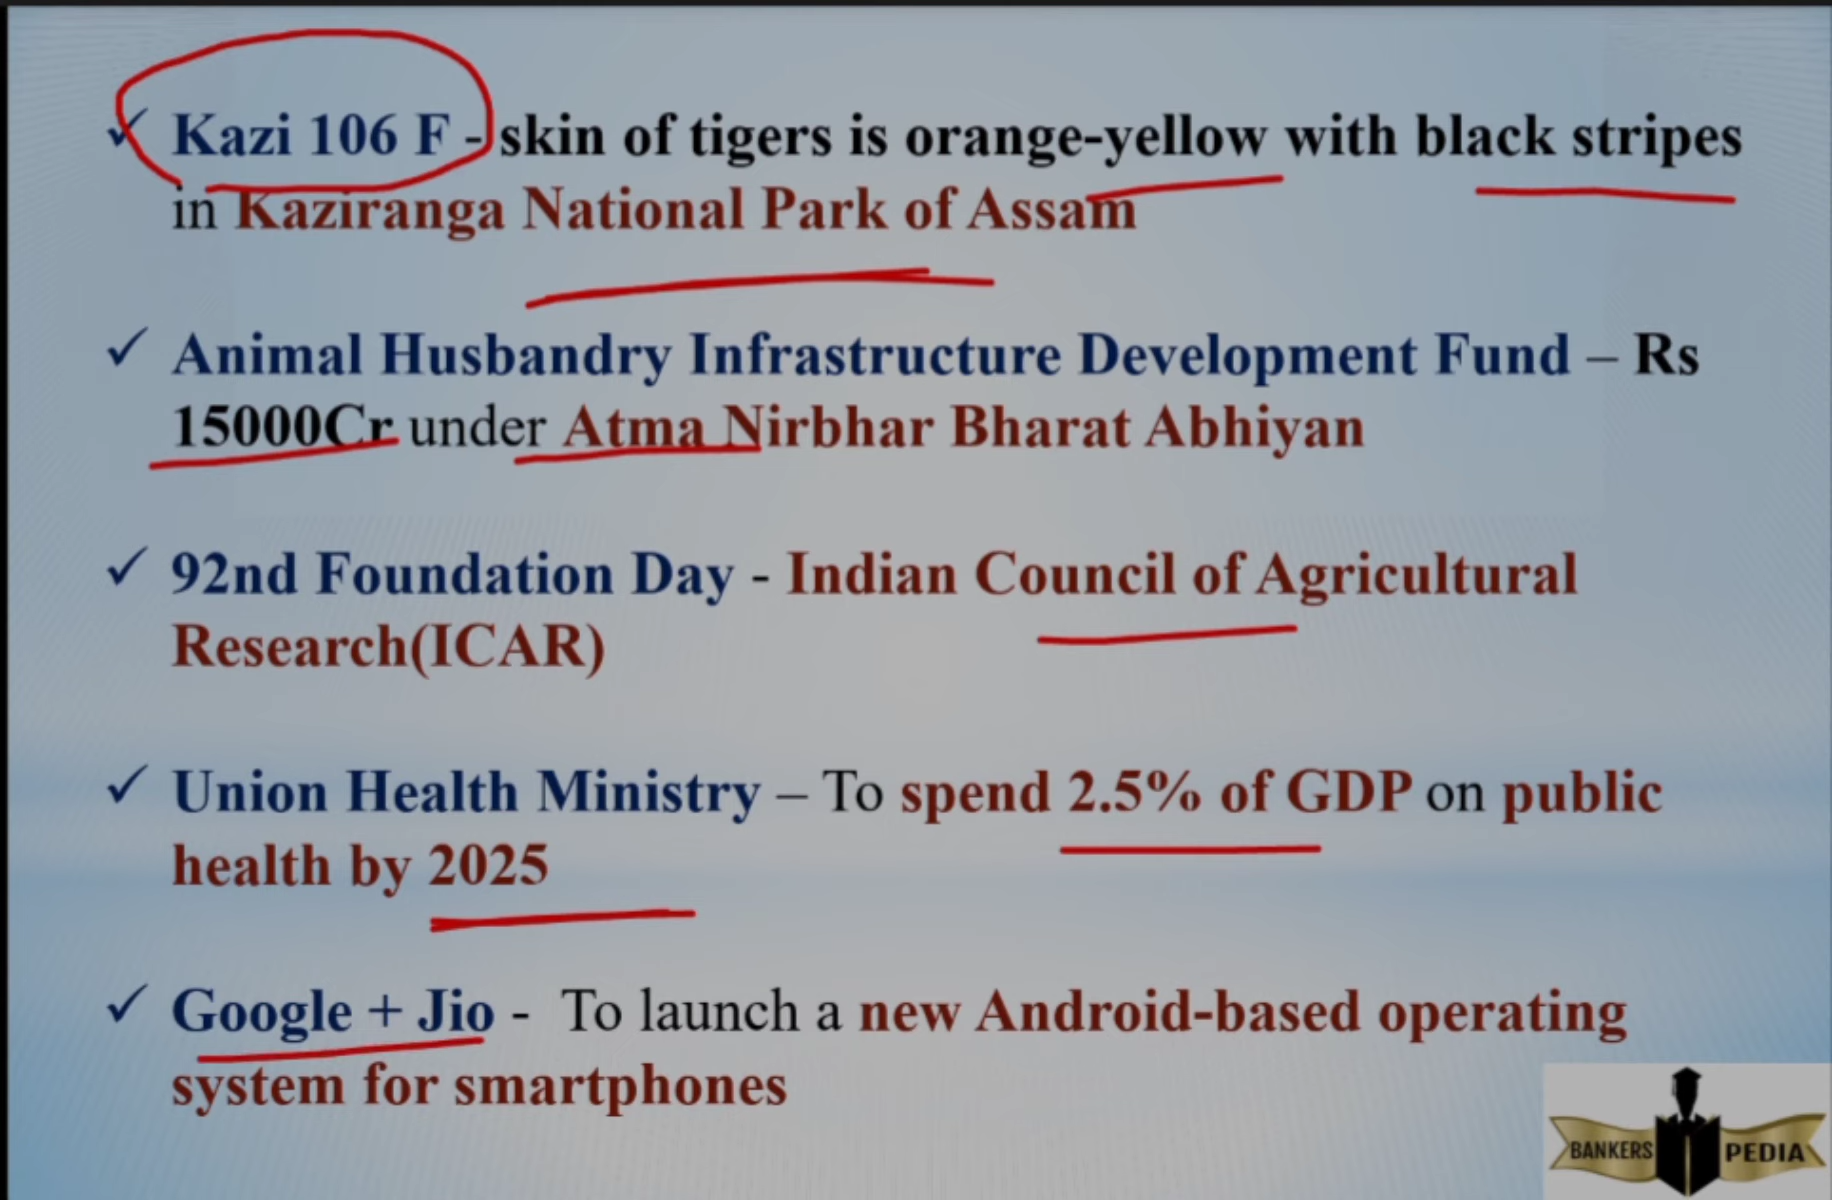 ✓ Kazi 106 F - skin of tigers is orange-yellow with black stripes
in Kaziranga National Park of Assam
✓ Animal Husbandry Infrastructure Development Fund – Rs
15000Cr under Atma Nirbhar Bharat Abhiyan
✓ 92nd Foundation Day - Indian Council of Agricultural
Research(ICAR)
✓ Union Health Ministry – To spend 2.5% of GDP on public
health by 2025
✓ Google + Jio - To launch a new Android-based operating
system for smartphones
BANKERS PEDIA